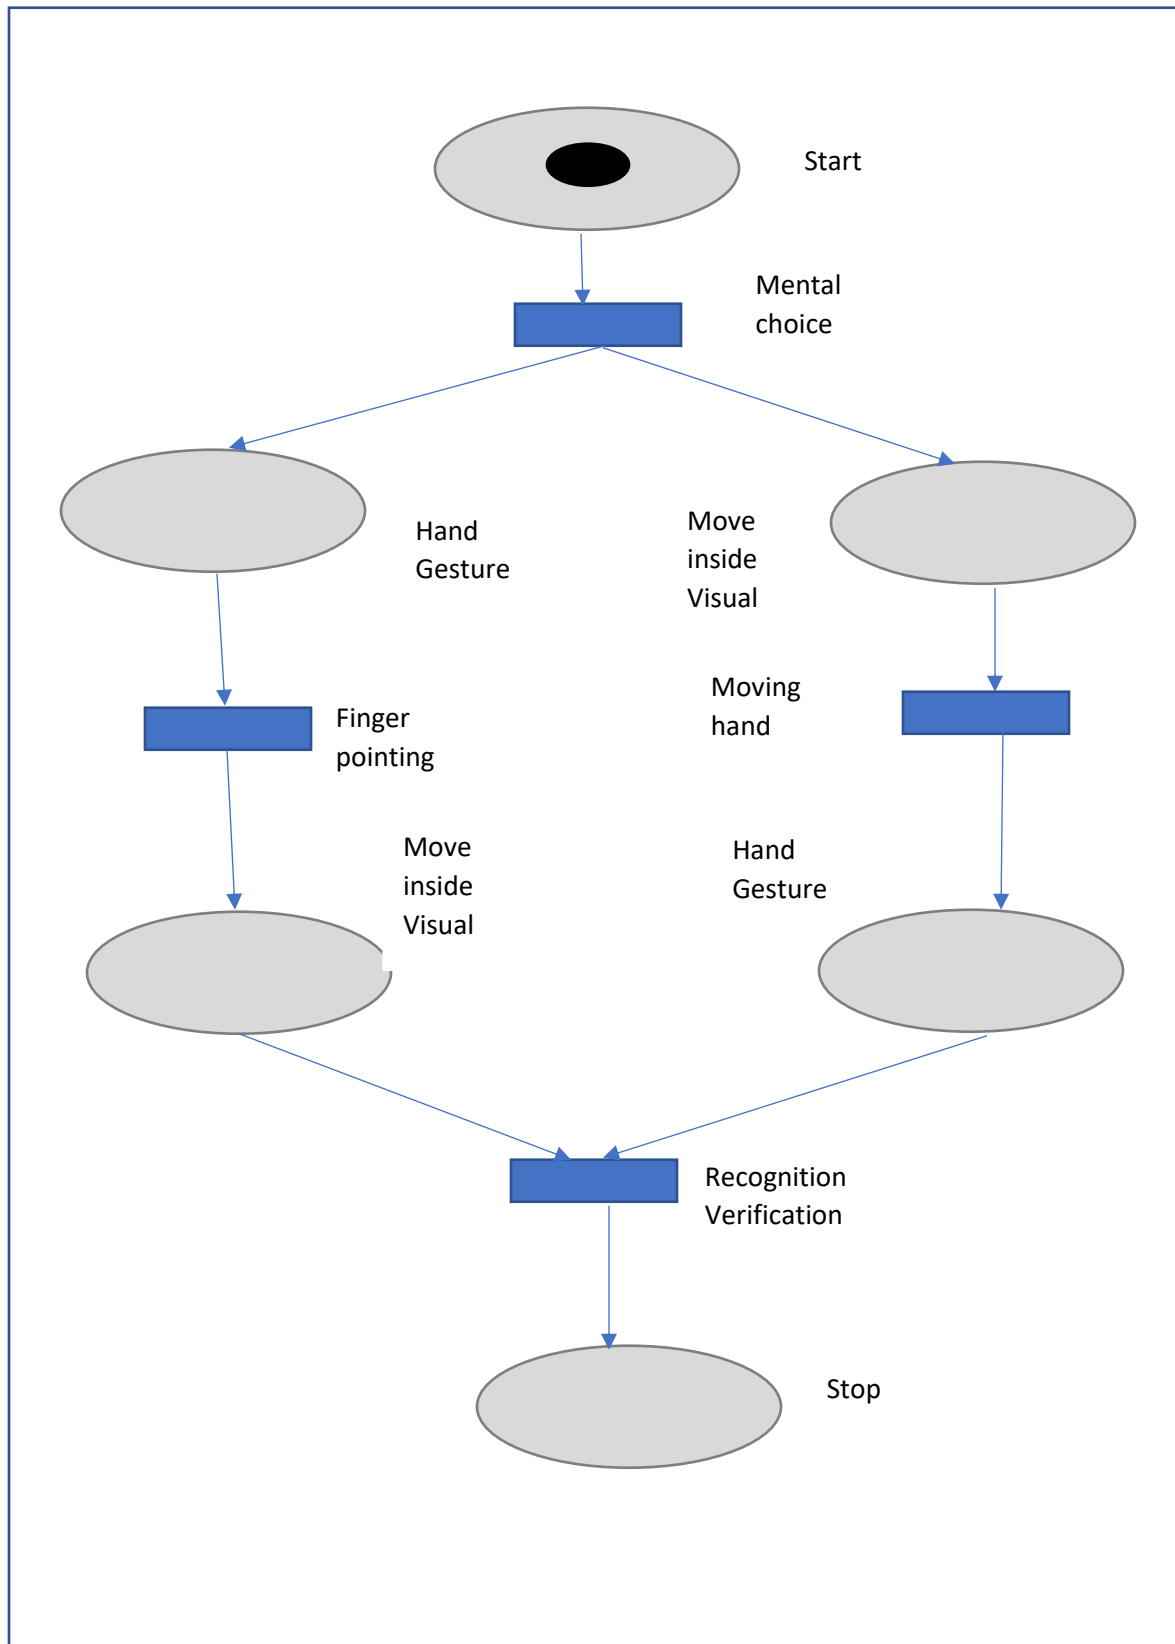 Start
Mental
choice
Hand
Gesture
Move
inside
Visual
Finger
pointing
Moving
hand
Move
inside
Visual
Hand
Gesture
Recognition
Verification
Stop